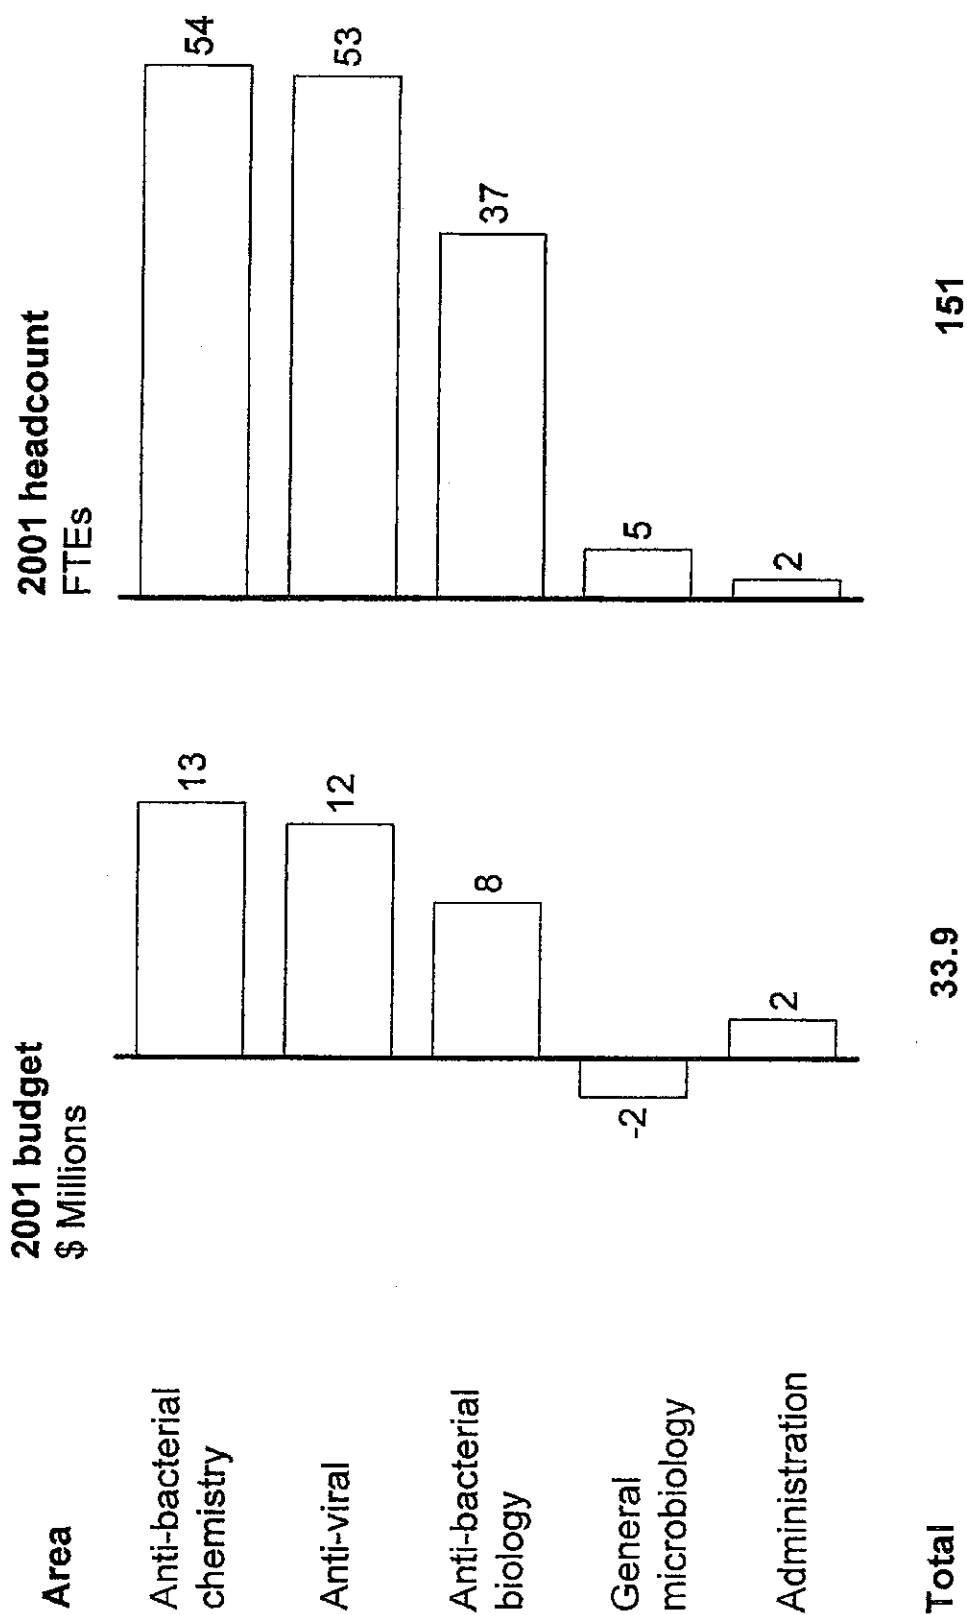 Area
2001 budget
$ Millions
2001 headcount
FTEs
Anti-bacterial
chemistry
13
54
Anti-viral
12
53
Anti-bacterial
biology
8
37
General
microbiology
-2
5
Administration
2
2
Total
33.9
151